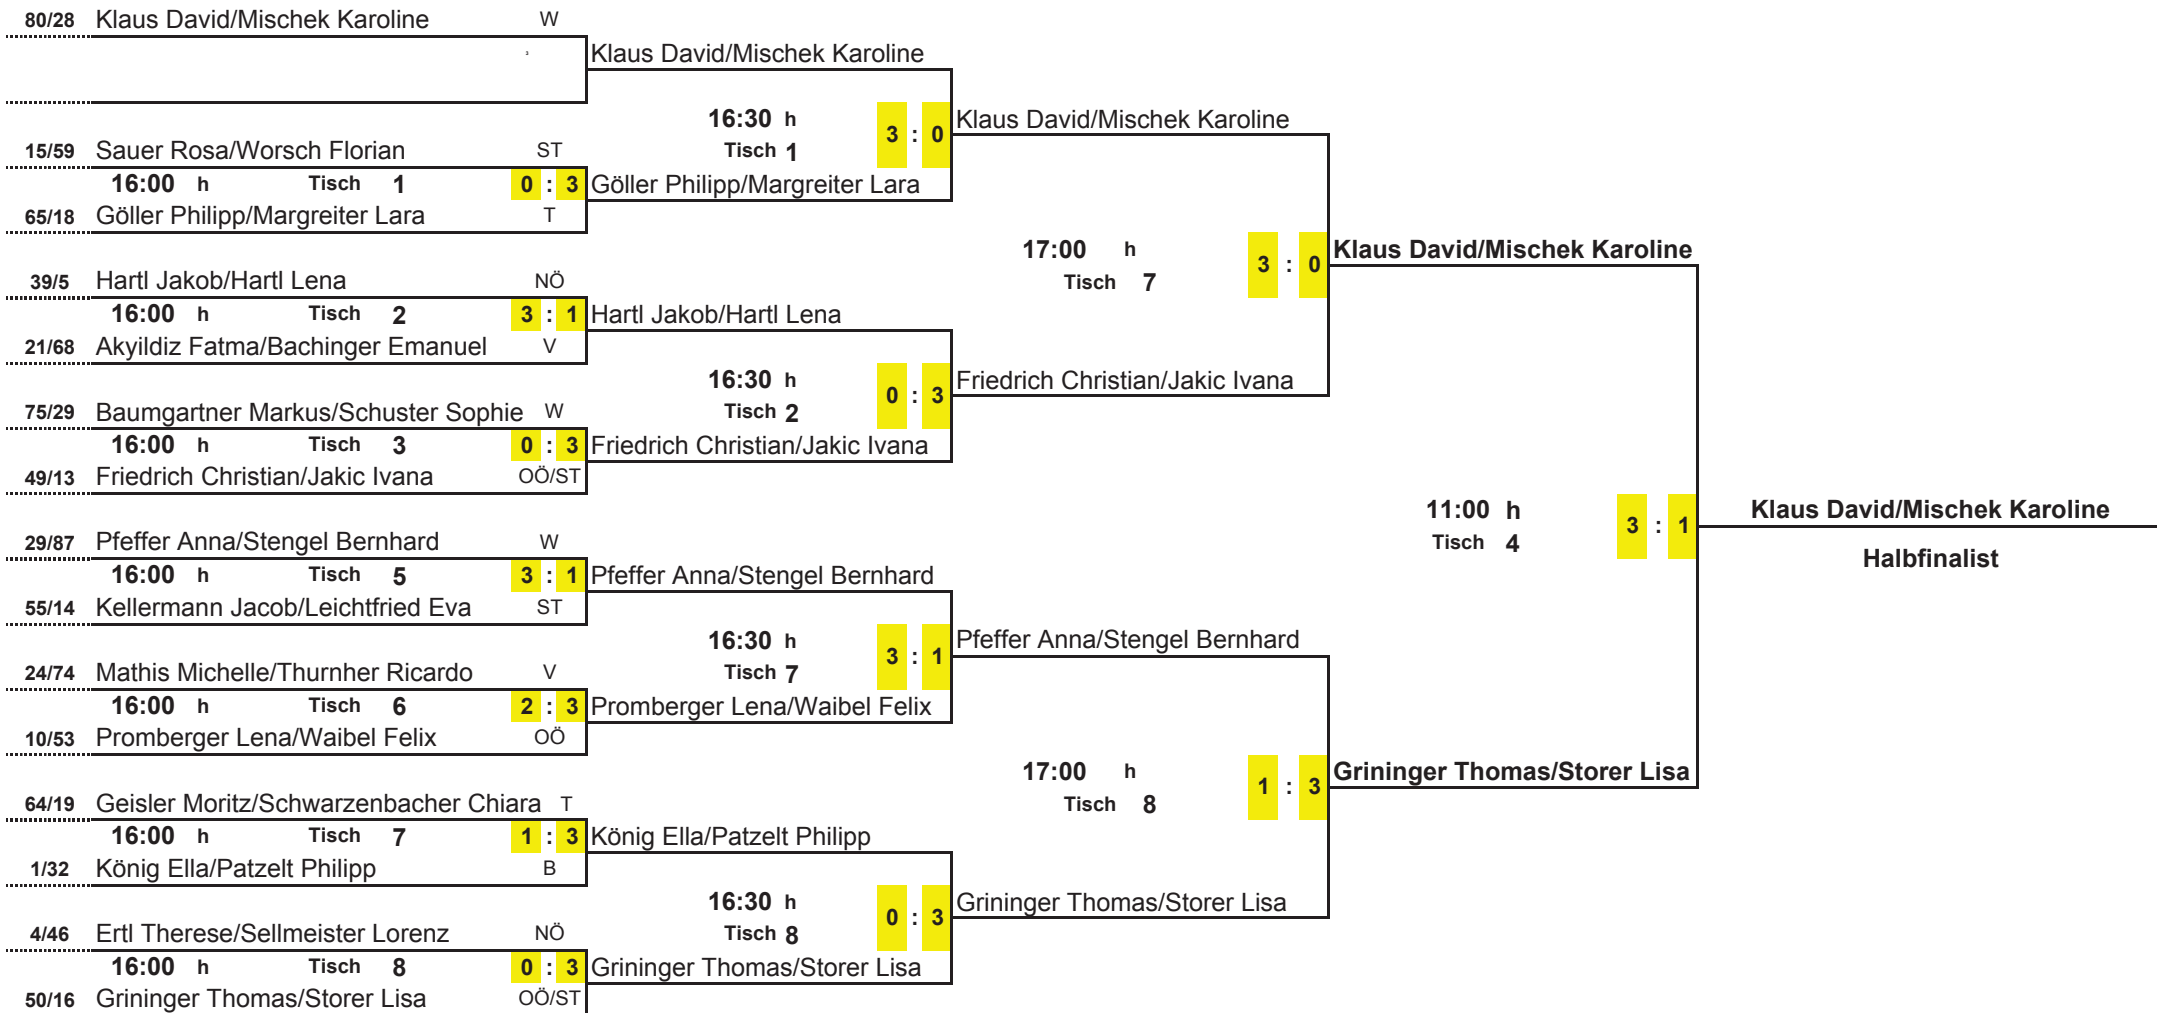 80/28 Klaus David/Mischek Karoline W
Klaus David/Mischek Karoline
16:30 h 3 : 0 Klaus David/Mischek Karoline
Tisch 1
15/59 Sauer Rosa/Worsch Florian ST
16:00 h Tisch 1 0 : 3 Göller Philipp/Margreiter Lara
65/18 Göller Philipp/Margreiter Lara T
17:00 h 3 : 0 Klaus David/Mischek Karoline
Tisch 7
39/5 Hartl Jakob/Hartl Lena NÖ
16:00 h Tisch 2 3 : 1 Hartl Jakob/Hartl Lena
21/68 Akyildiz Fatma/Bachinger Emanuel V
16:30 h 0 : 3 Friedrich Christian/Jakic Ivana
Tisch 2
75/29 Baumgartner Markus/Schuster Sophie W
16:00 h Tisch 3 0 : 3 Friedrich Christian/Jakic Ivana
49/13 Friedrich Christian/Jakic Ivana OÖ/ST
11:00 h 3 : 1 Klaus David/Mischek Karoline
Tisch 4
Halbfinalist
29/87 Pfeffer Anna/Stengel Bernhard W
16:00 h Tisch 5 3 : 1 Pfeffer Anna/Stengel Bernhard
55/14 Kellermann Jacob/Leichtfried Eva ST
16:30 h 3 : 1 Pfeffer Anna/Stengel Bernhard
Tisch 7
24/74 Mathis Michelle/Thurnher Ricardo V
16:00 h Tisch 6 2 : 3 Promberger Lena/Waibel Felix
10/53 Promberger Lena/Waibel Felix OÖ
17:00 h 1 : 3 Grininger Thomas/Storer Lisa
Tisch 8
64/19 Geisler Moritz/Schwarzenbacher Chiara T
16:00 h Tisch 7 1 : 3 König Ella/Patzelt Philipp
1/32 König Ella/Patzelt Philipp B
16:30 h 0 : 3 Grininger Thomas/Storer Lisa
Tisch 8
4/46 Ertl Therese/Sellmeister Lorenz NÖ
16:00 h Tisch 8 0 : 3 Grininger Thomas/Storer Lisa
50/16 Grininger Thomas/Storer Lisa OÖ/ST